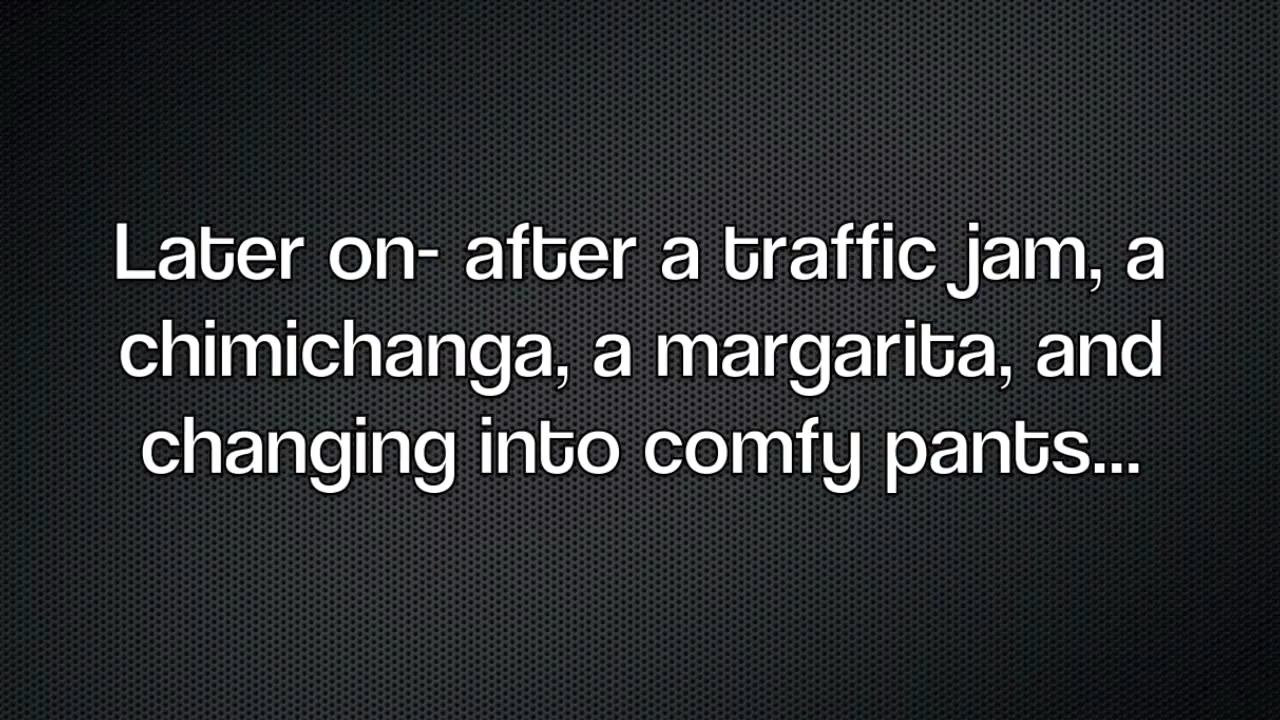 Later on- after a traffic jam, a
chimichanga, a margarita, and
changing into comfy pants...